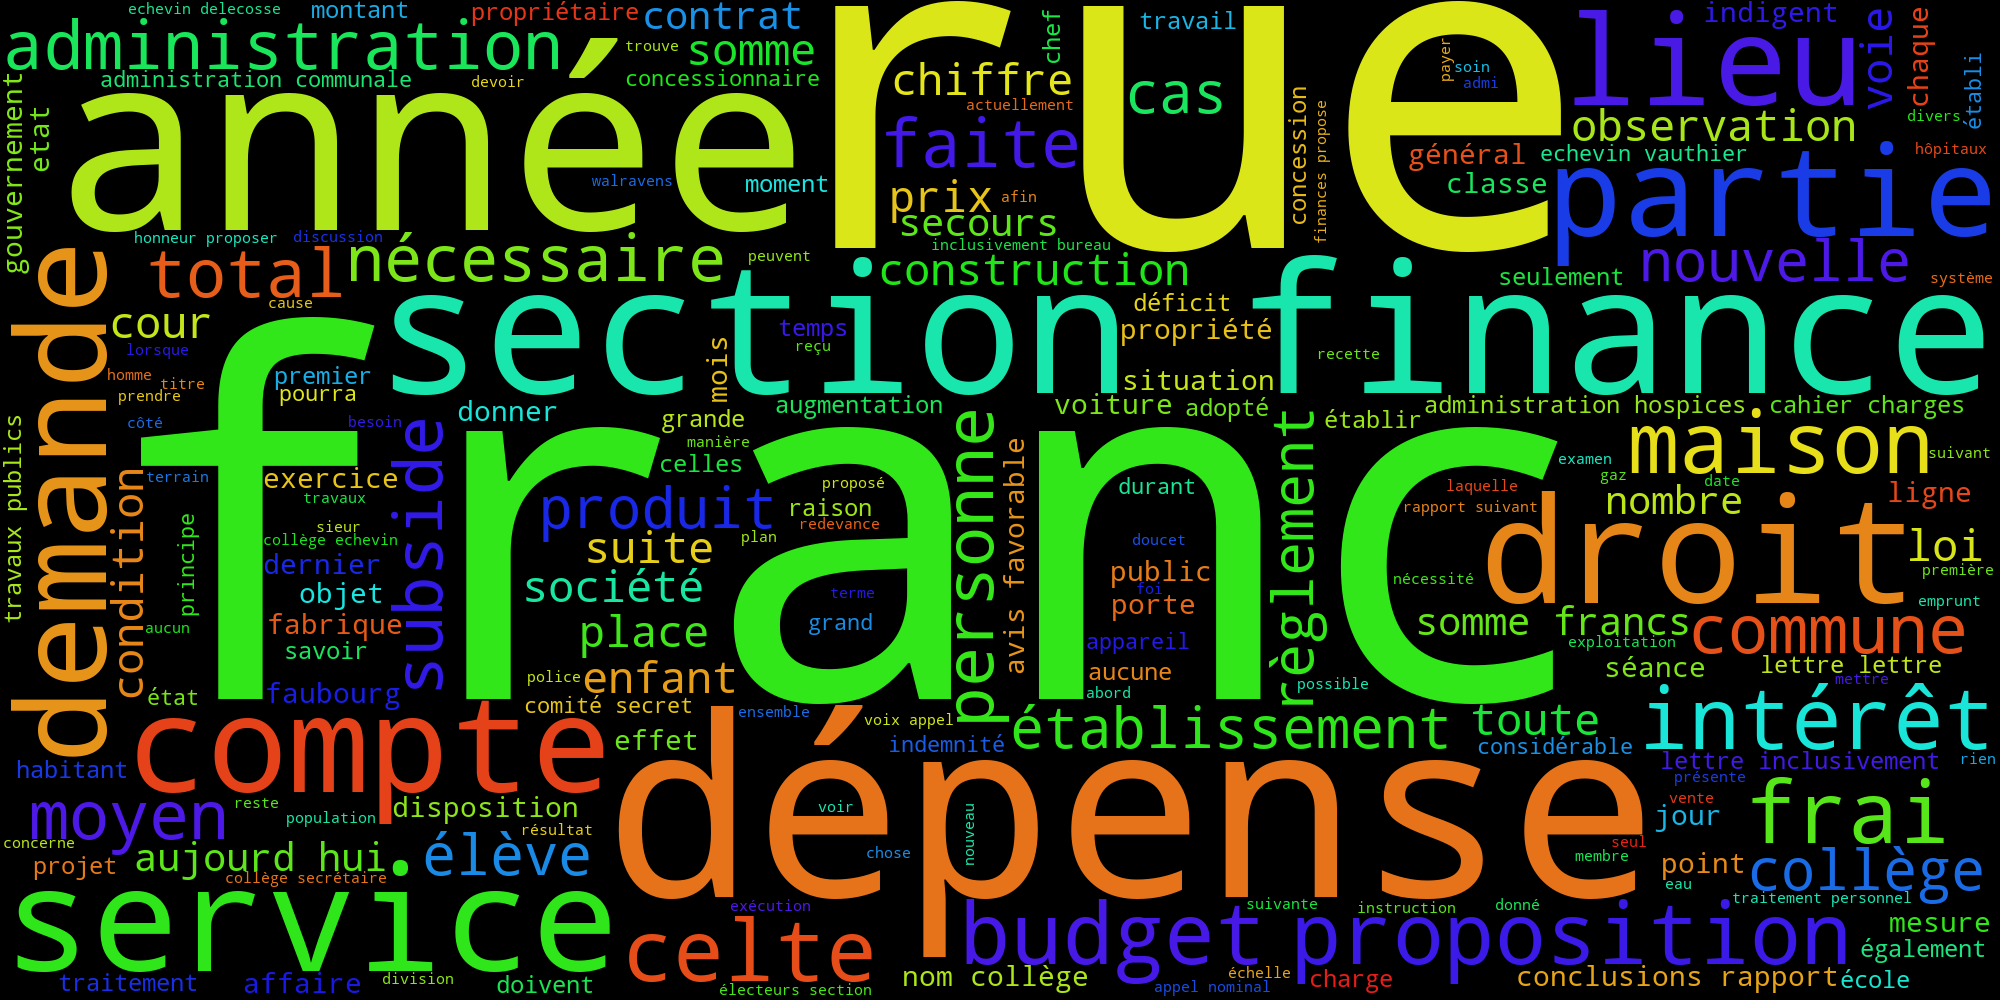 echevin delecosse
montant
propriétaire
contrat
rue
travail
indigent
lieu
voie
chaque
établi
administration
trouve
somme
chef
payer
soin
admi
administration communale
devoir
concessionnaire
chiffre
cas
actuellement
concession
finances propose
observation
divers
gouvernement
etat
année
faite
général
echevin vauthier
hôpitaux
walravens
moment
prix
afin
classe
partie
secours
honneur proposer
discussion
nécessaire
peuvent
inclusivement bureau
construction
seulement
nouvelle
système
total
cause
section
déficit
finance
demande
cour
temps
propriété
lorsque
reçu
mois
recette
homme
titre
premier
situation
prendre
pourra
donner
grande
augmentation
voiture
adopté
établir
administration hospices
cahier charges
côté
besoin
franc
manière
maison
suivant
travaux publics
condition
terrain
exercice
subside
celles
proposé
personne
avis favorable
durant
règlement
examen
gaz
date
laquelle
nombre
ligne
travaux
produit
raison
redevance
rapport suivant
droit
principe
sieur
collège echevin
suite
plan
doucet
loi
dernier
public
nécessité
première
objet
société
terme
foi
porte
emprunt
aucun
fabrique
place
grand
somme francs
commune
savoir
appareil
exploitation
police
enfant
aucune
séance
lettre lettre
état
faubourg
abord
possible
mettre
comité secret
ensemble
voix appel
établissement
toute
intérêt
compte
effet
indemnité
considérable
habitant
lettre inclusivement
rien
présente
moyen
reste
population
disposition
voir
dépense
nouveau
vente
jour
frai
concerne
résultat
projet
aujourd hui
élève
chose
seul
membre
point
collège
collège secrétaire
eau
service
exécution
suivante
instruction
donné
traitement personnel
celte
budget
proposition
mesure
également
traitement
affaire
division
doivent
électeurs section
nom collège
échelle
appel nominal
charge
conclusions rapport
école